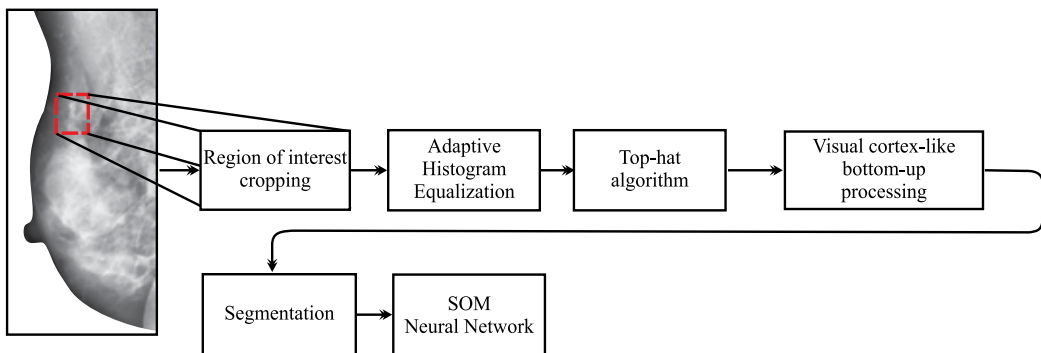 Region of interest
cropping
Adaptive
Histogram
Equalization
Top-hat
algorithm
Visual cortex-like
bottom-up
processing
Segmentation
SOM
Neural Network